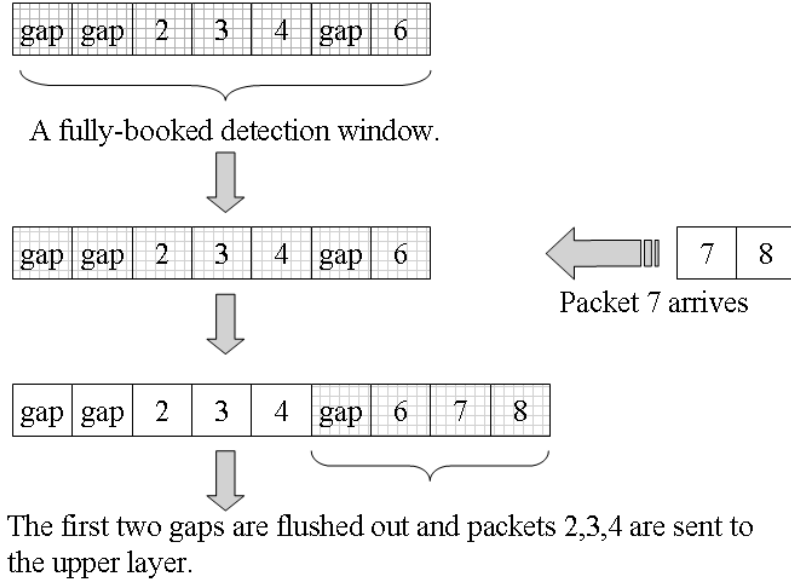 gap gap 2 3 4 gap 6
A fully-booked detection window.
gap gap 2 3 4 gap 6
7 8
Packet 7 arrives
gap gap 2 3 4 gap 6 7 8
The first two gaps are flushed out and packets 2,3,4 are sent to
the upper layer.